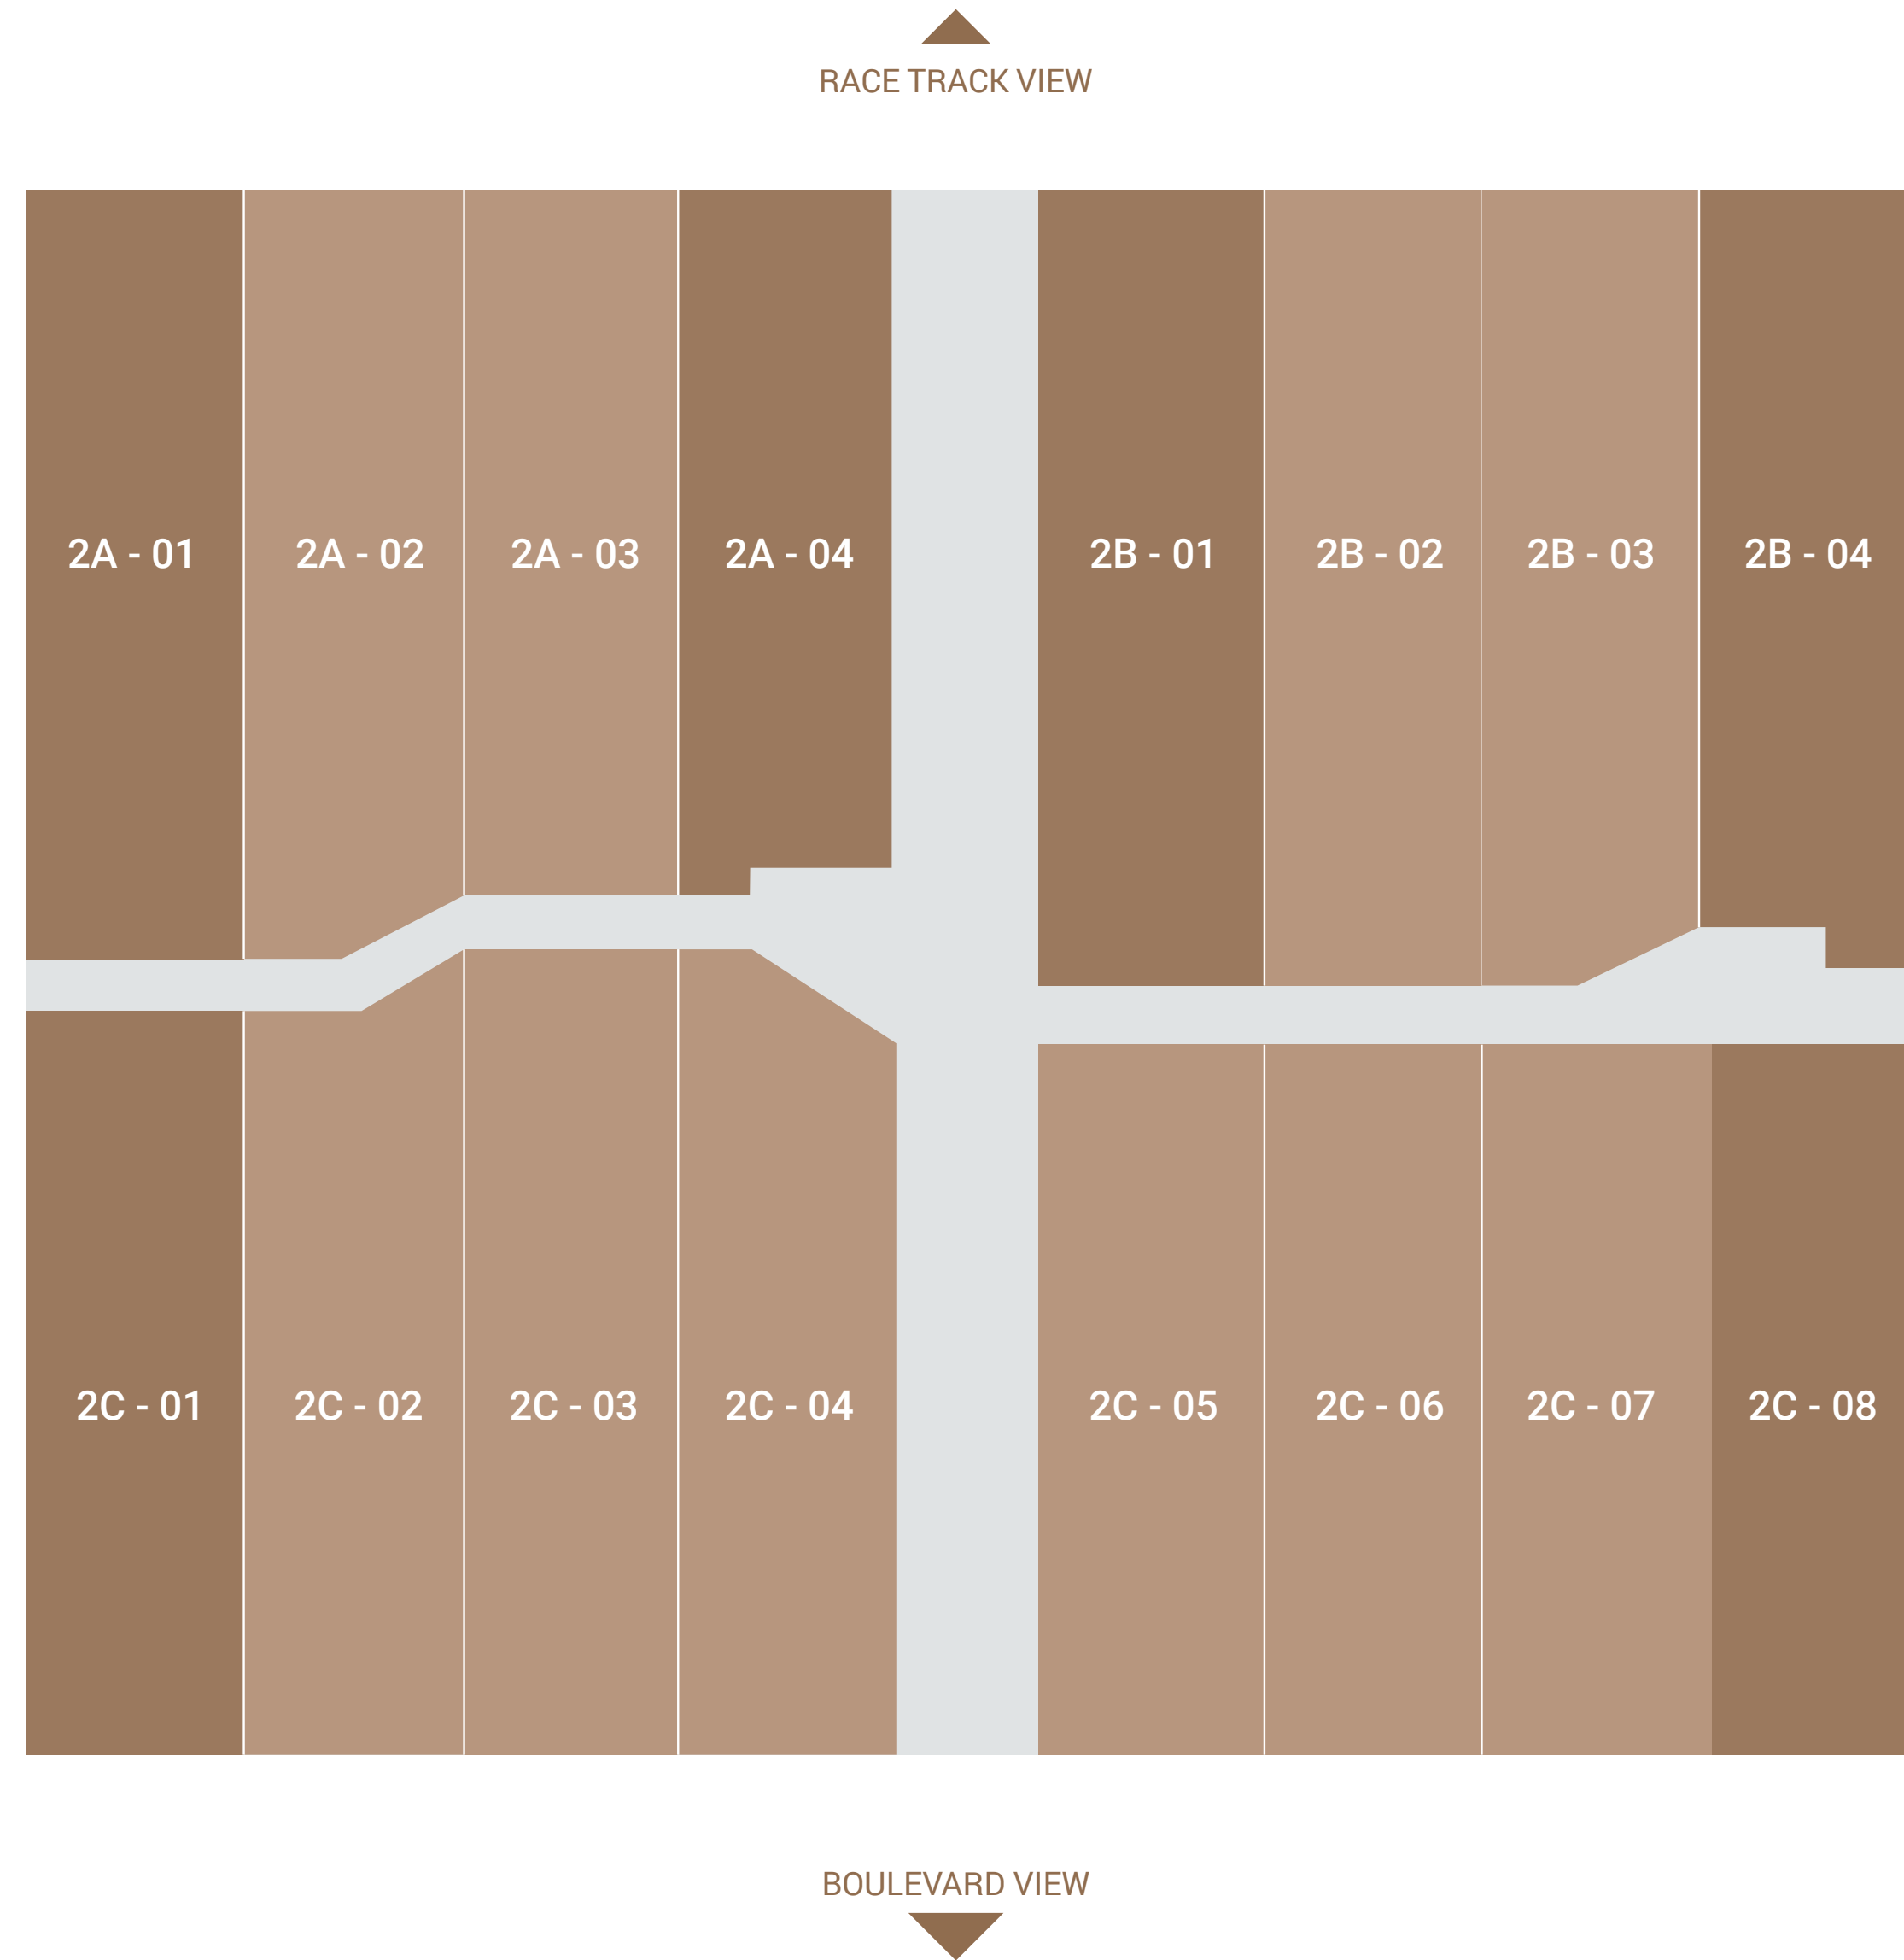 RACE TRACK VIEW
2A - 01
2A - 02
2A - 03
2A - 04
2B - 01
2B - 02
2B - 03
2B - 04
2C - 01
2C - 02
2C - 03
2C - 04
2C - 05
2C - 06
2C - 07
2C - 08
BOULEVARD VIEW